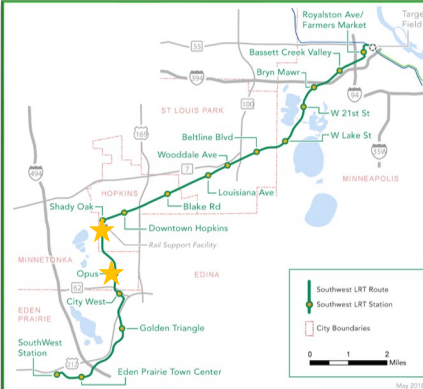 Royalston Ave/
Farmers Market
Target
Field
55
Bassett Creek Valley
394
Bryn Mawr
94
ST LOUIS PARK
100
W 21st St
169
Beltline Blvd
W Lake St
35W
Wooddale Ave
7
MINNEAPOLIS
494
HOPKINS
Louisiana Ave
Shady Oak
Blake Rd
Downtown Hopkins
Rail Support Facility
MINNETONKA
Opus
EDINA
62
City West
EDEN
PRAIRIE
Golden Triangle
SouthWest
Station
212
Eden Prairie Town Center
Southwest LRT Route
Southwest LRT Station
City Boundaries
0 1 2
Miles